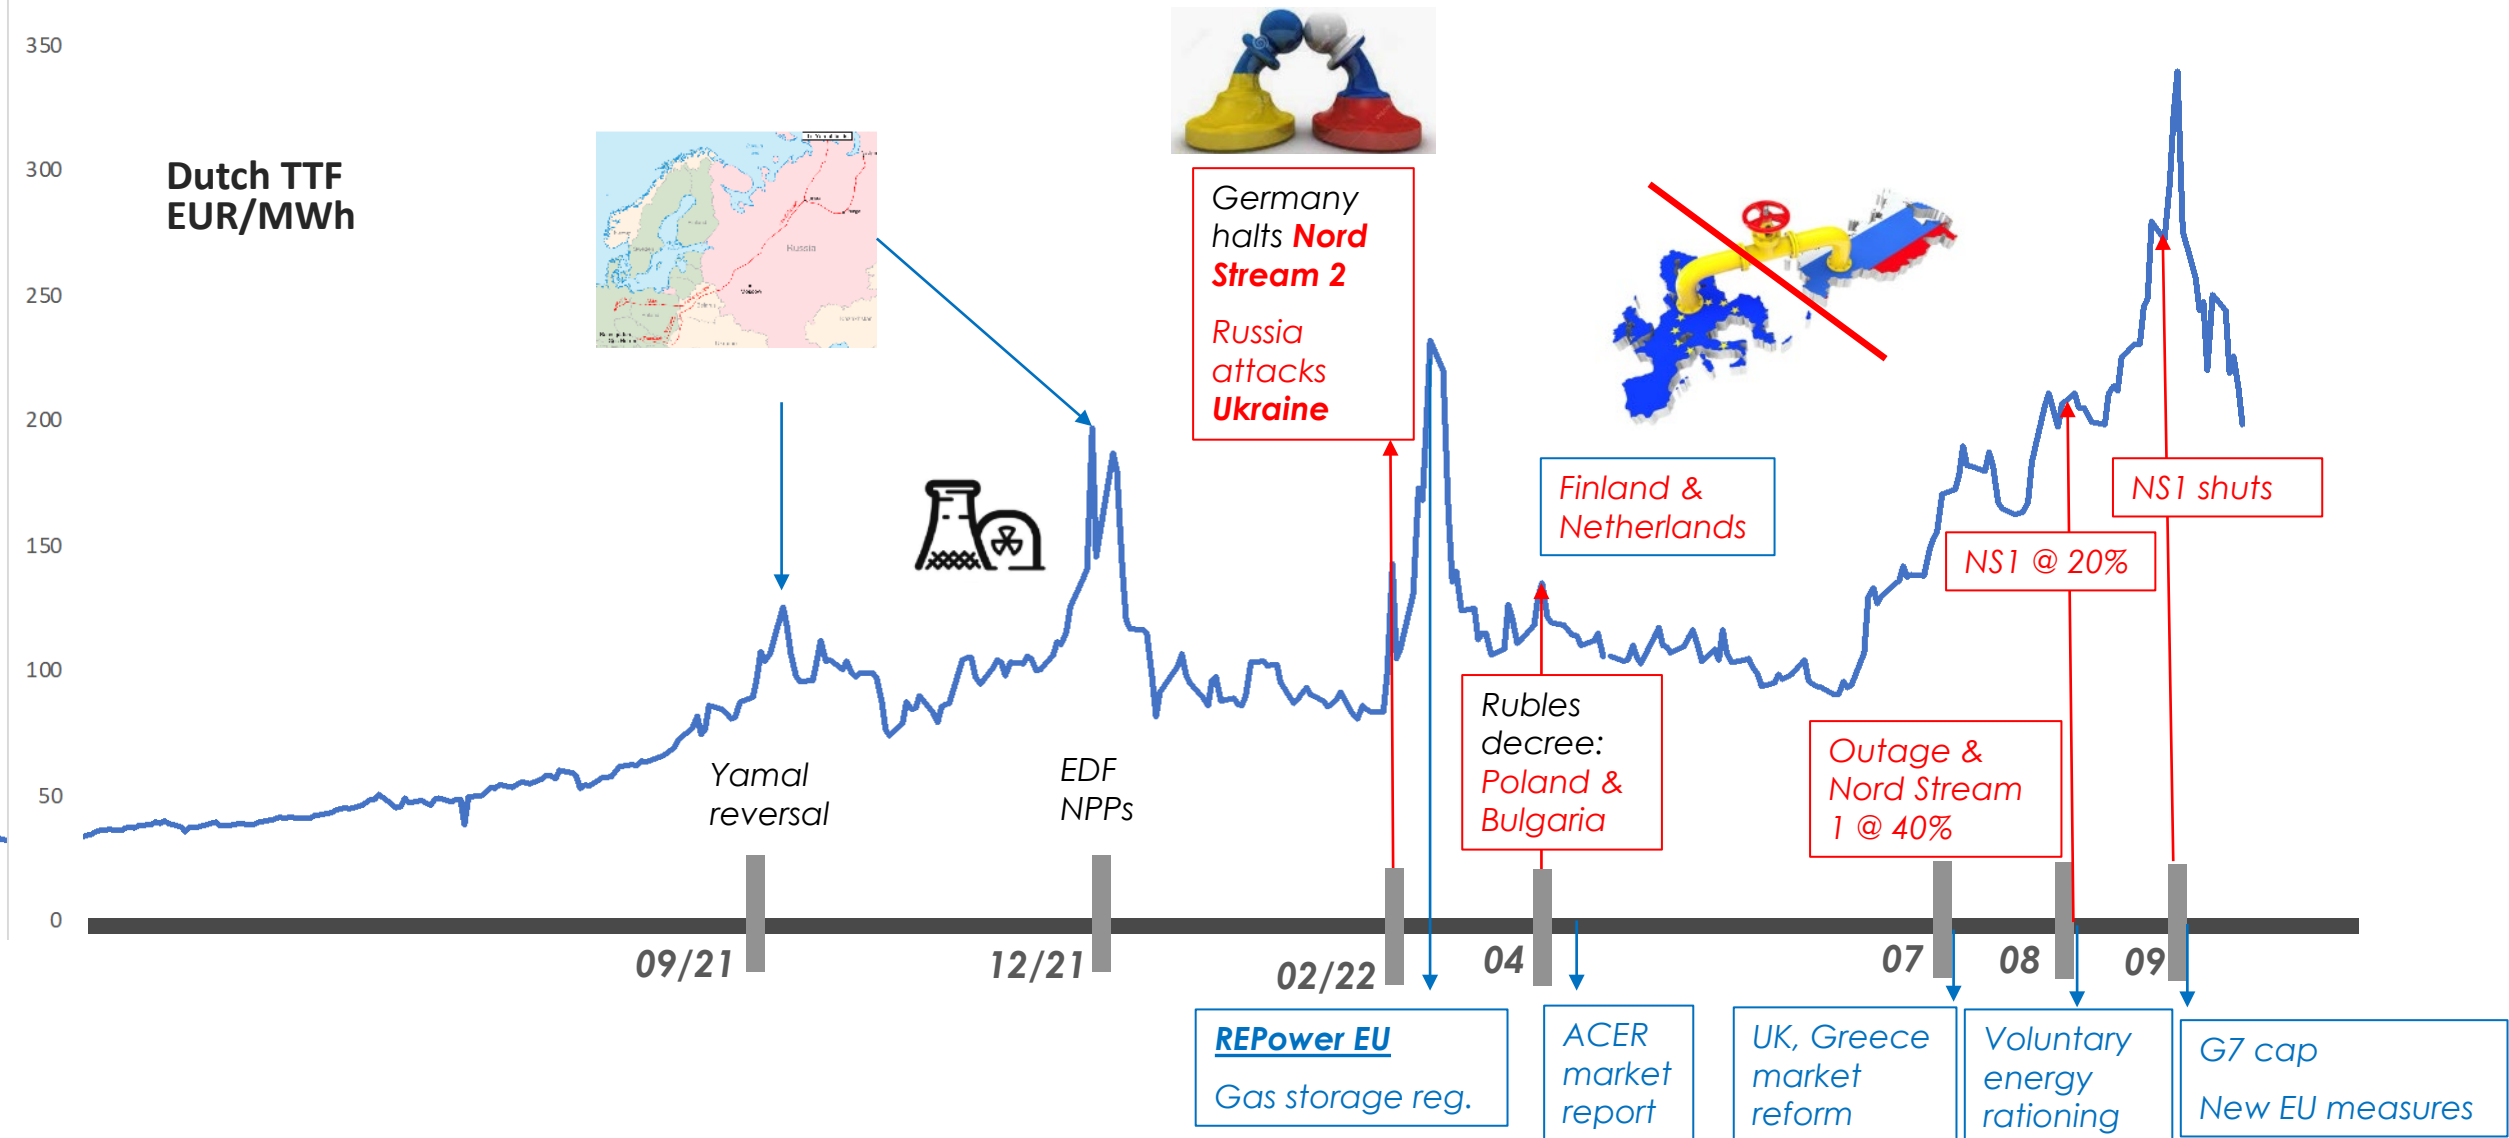 350
300
250
200
150
100
50
0
Dutch TTF
EUR/MWh
Russia
Moscow
Germany
halts Nord
Stream 2
Russia
attacks
Ukraine
Finland &
Netherlands
NS1 shuts
NS1 @ 20%
Rubles
decree:
Poland &
Bulgaria
Outage &
Nord Stream
1 @ 40%
Yamal
reversal
EDF
NPPs
09/21
12/21
02/22
04
07
08
09
REPower EU
Gas storage reg.
ACER
market
report
UK, Greece
market
reform
Voluntary
energy
rationing
G7 cap
New EU measures